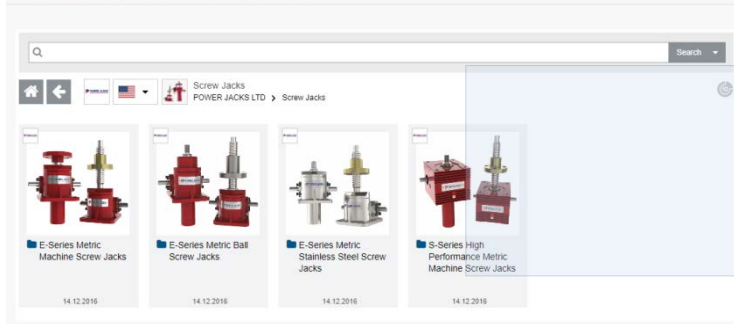 Search
Screw Jacks
POWER JACKS LTD > Screw Jacks
E-Series Metric
Machine Screw Jacks
14.12.2016
E-Series Metric Ball
Screw Jacks
14.12.2016
E-Series Metric
Stainless Steel Screw
Jacks
14.12.2016
S-Series High
Performance Metric
Machine Screw Jacks
14.12.2016